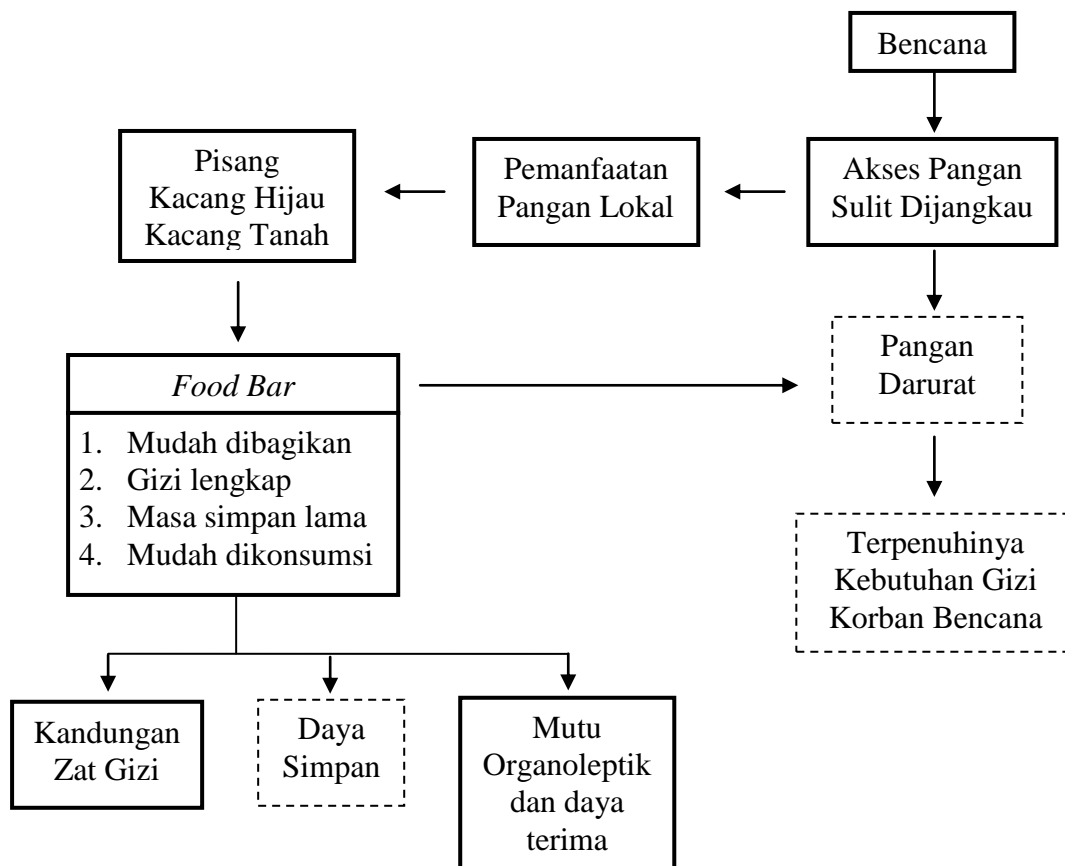 Bencana
Pisang
Kacang Hijau
Kacang Tanah
Pemanfaatan
Pangan Lokal
Akses Pangan
Sulit Dijangkau
Food Bar
1. Mudah dibagikan
2. Gizi lengkap
3. Masa simpan lama
4. Mudah dikonsumsi
Pangan
Darurat
Terpenuhinya
Kebutuhan Gizi
Korban Bencana
Kandungan
Zat Gizi
Daya
Simpan
Mutu
Organoleptik
dan daya
terima